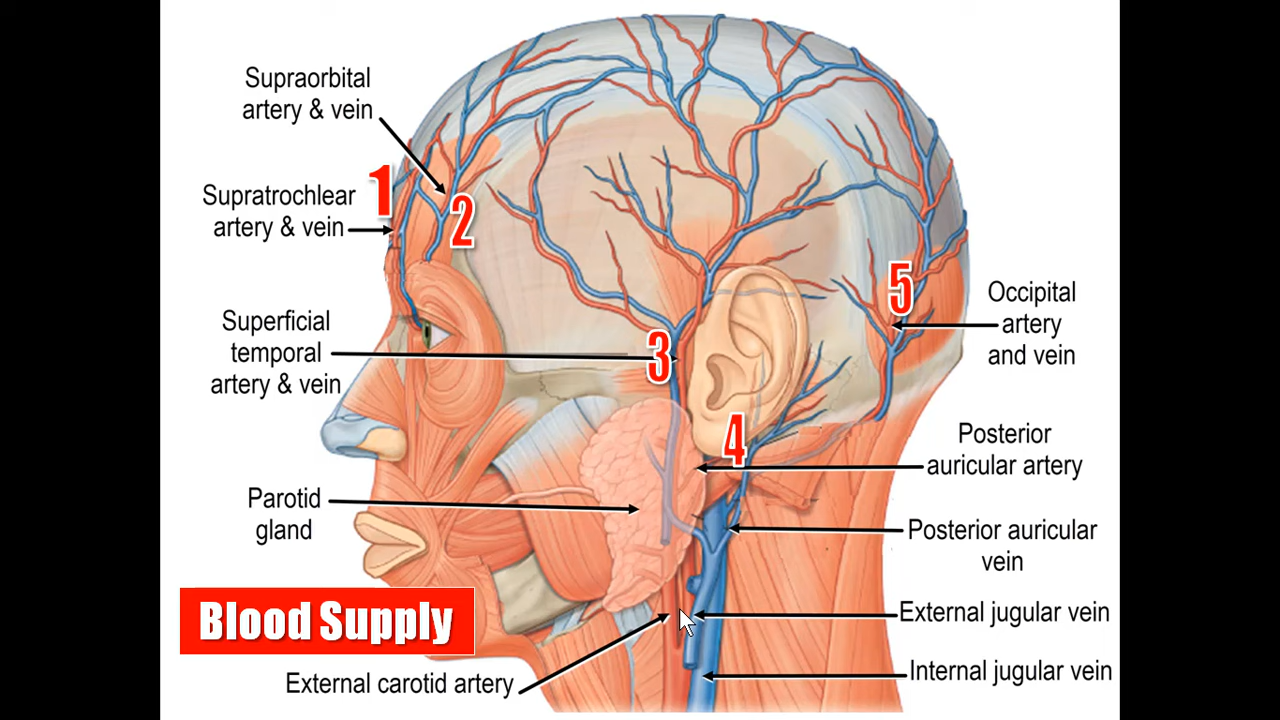 Supraorbital
artery & vein
1
Supratrochlear
artery & vein
2
Superficial
temporal
artery & vein
3
5
Occipital
artery
and vein
4
Posterior
auricular artery
Parotid
gland
Posterior auricular
vein
Blood Supply
External jugular vein
Internal jugular vein
External carotid artery